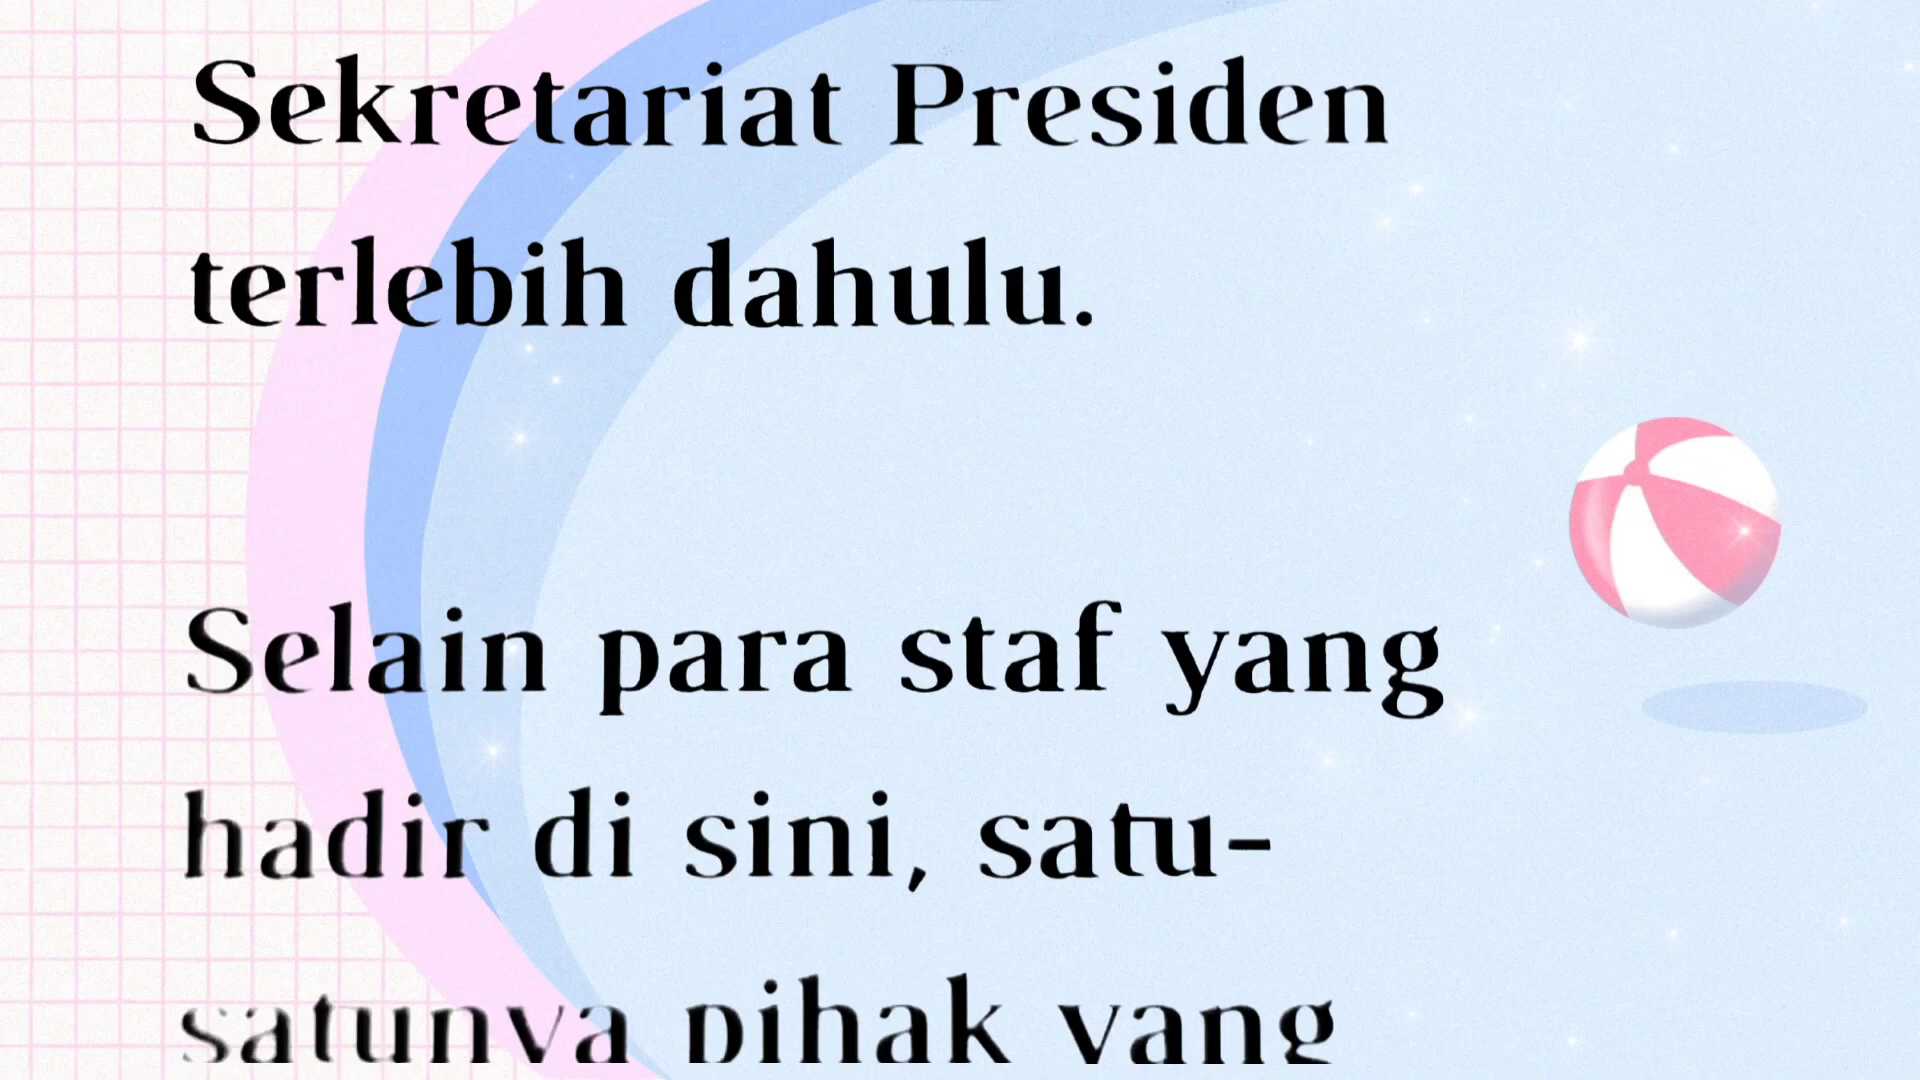 Sekretariat Presiden
terlebih dahulu.
Selain para staf yang
hadir di sini, satu-
satunya pihak yang